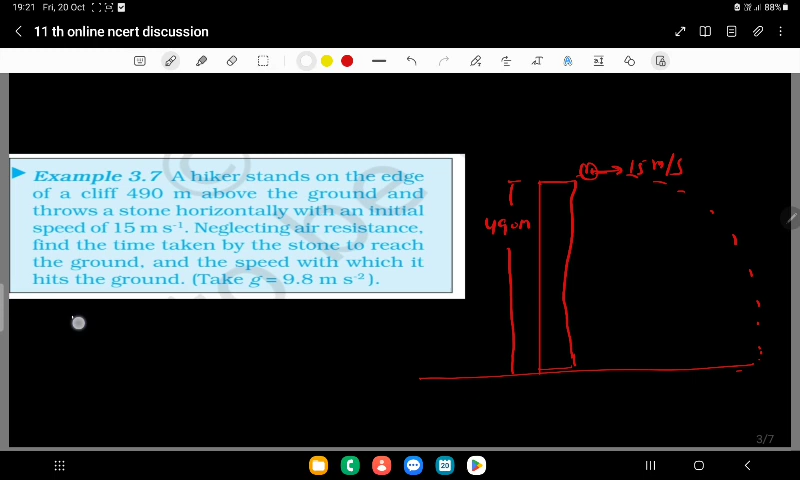 19:21 Fri, 20 Oct
88%
11 th online ncert discussion
Example 3.7 A hiker stands on the edge
of a cliff 490 m above the ground and
throws a stone horizontally with an initial
speed of 15 m s-1. Neglecting air resistance,
find the time taken by the stone to reach
the ground, and the speed with which it
hits the ground. (Take g = 9.8 m s-2).
15 m/s
490m
3/7
20